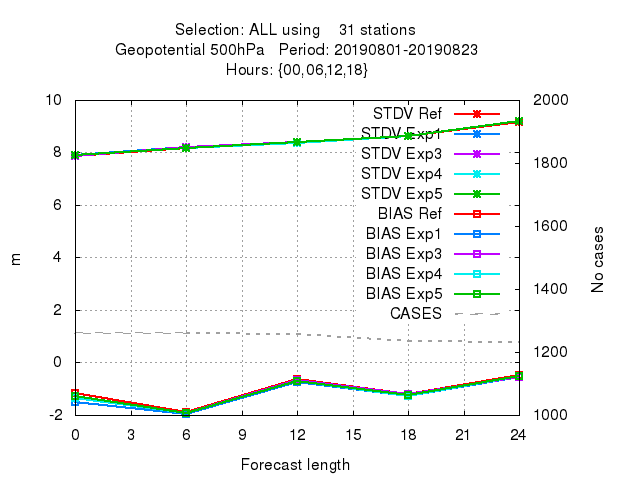 Selection: ALL using    31 stations
Geopotential 500hPa   Period: 20190801-20190823
Hours: {00,06,12,18}
10
8
6
4
2
0
-2
m
2000
1800
1600
1400
1200
1000
No cases
STDV Ref
STDV Exp1
STDV Exp3
STDV Exp4
STDV Exp5
BIAS Ref
BIAS Exp1
BIAS Exp3
BIAS Exp4
BIAS Exp5
CASES
0 3 6 9 12 15 18 21 24
Forecast length